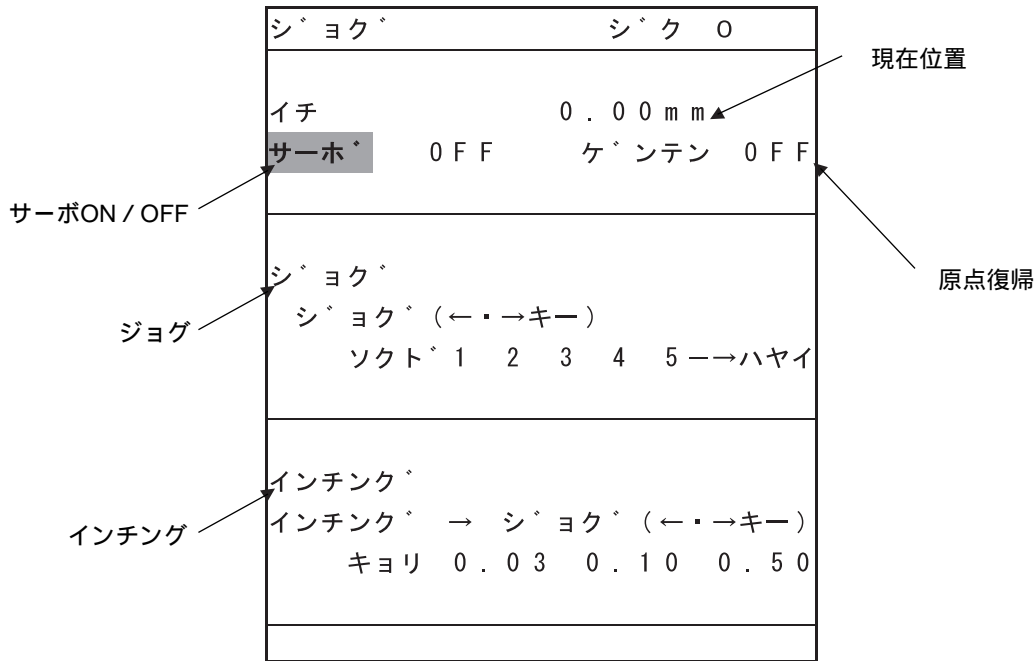 シ゛ョク゛ シ゛ク 0
現在位置
イチ 0.00mm
サーホ゛ OFF ケ゛ンテン OFF
サーボON / OFF
原点復帰
シ゛ョク゛
ジョグ
シ゛ョク゛(←・→キー)
ソクト゛1 2 3 4 5―→ハヤイ
インチンク゛
インチング
インチンク゛ → シ゛ョク゛(←・→キー)
キョリ 0.03 0.10 0.50